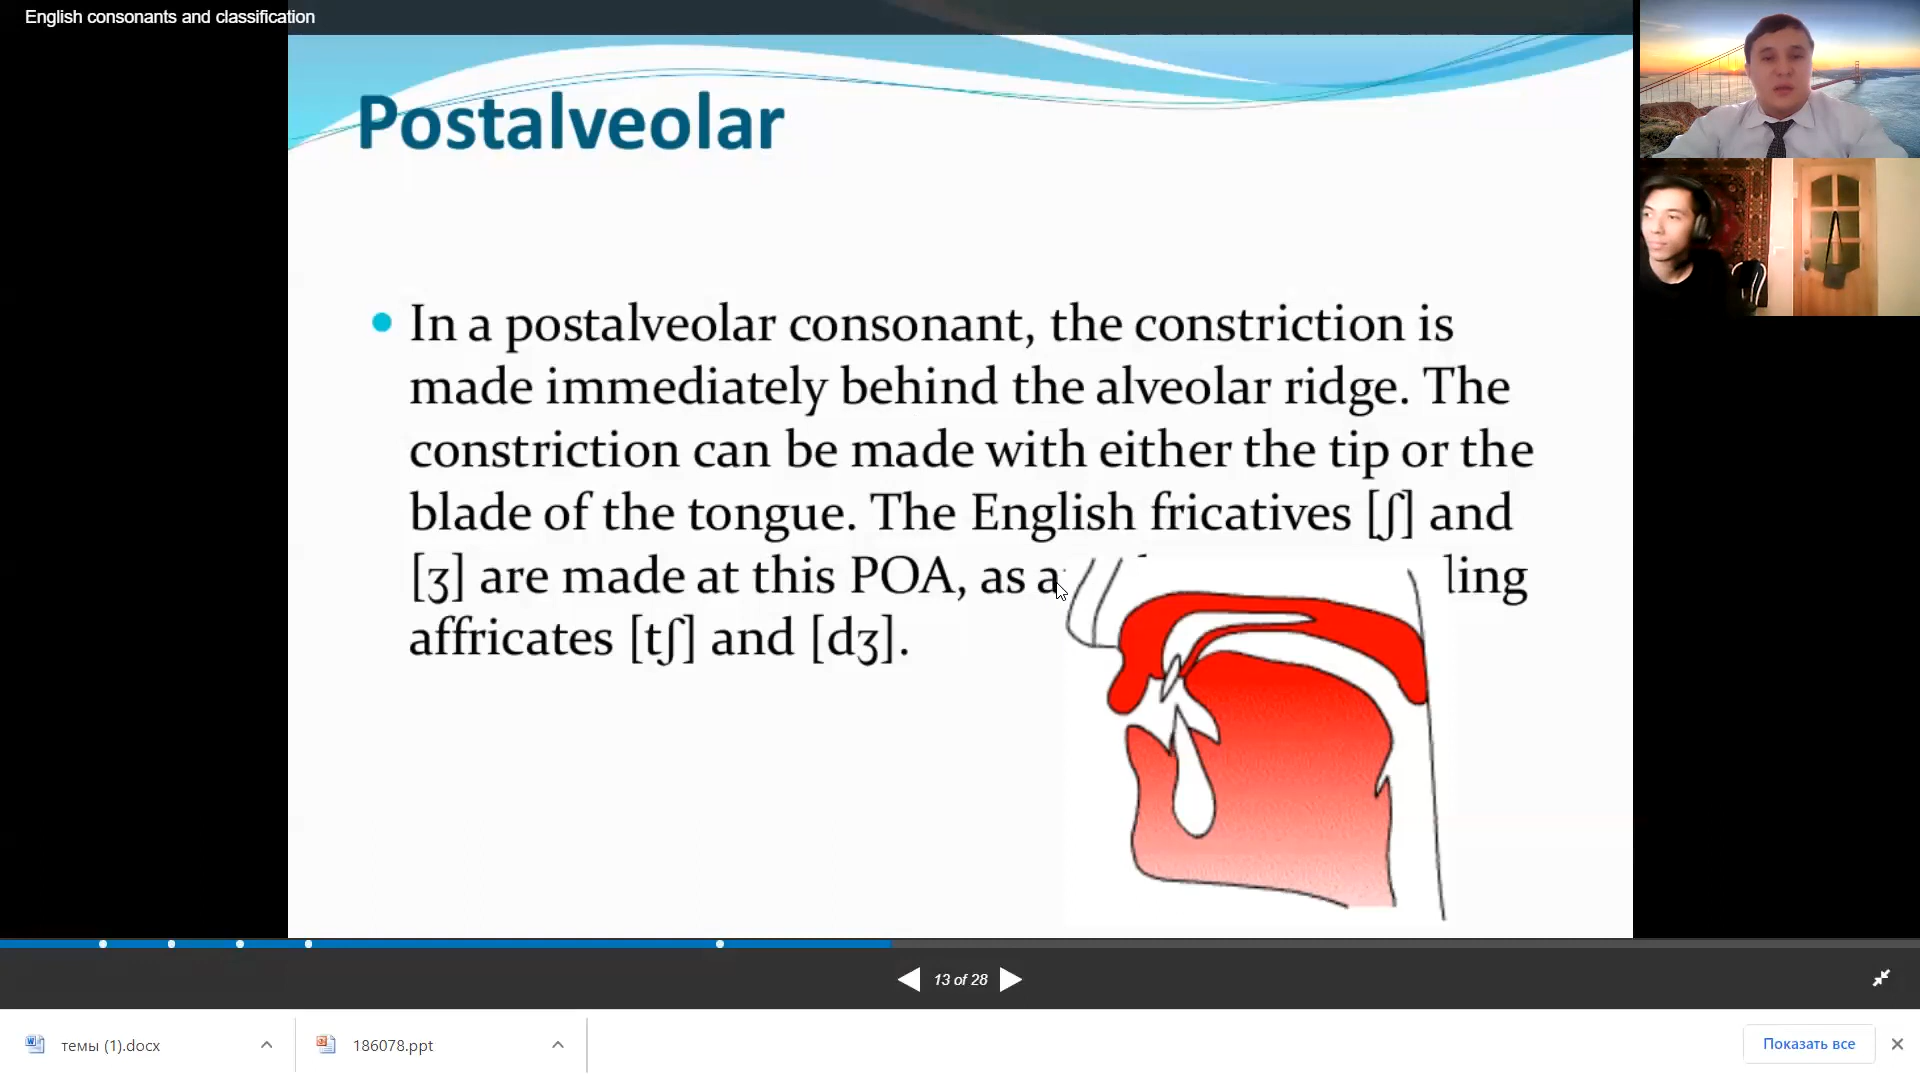 English consonants and classification
Postalveolar
In a postalveolar consonant, the constriction is
made immediately behind the alveolar ridge. The
constriction can be made with either the tip or the
blade of the tongue. The English fricatives [ʃ] and
[ʒ] are made at this POA, as
affricates [tʃ] and [dʒ].
13 of 28
темы (1).docx
186078.ppt
Показать все